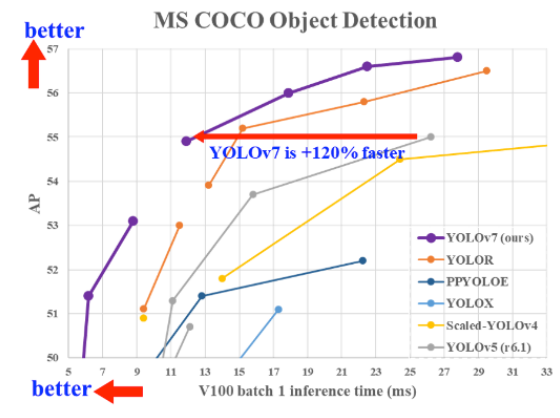 MS COCO Object Detection
better
57
56
55
54
53
52
51
50
AP
YOLOv7 is +120% faster
YOLOv7 (ours)
YOLOR
PPYOLOE
YOLOX
Scaled-YOLOv4
YOLOv5 (r6.1)
5 7 9 11 13 15 17 19 21 23 25 27 29 31 33
better
V100 batch 1 inference time (ms)